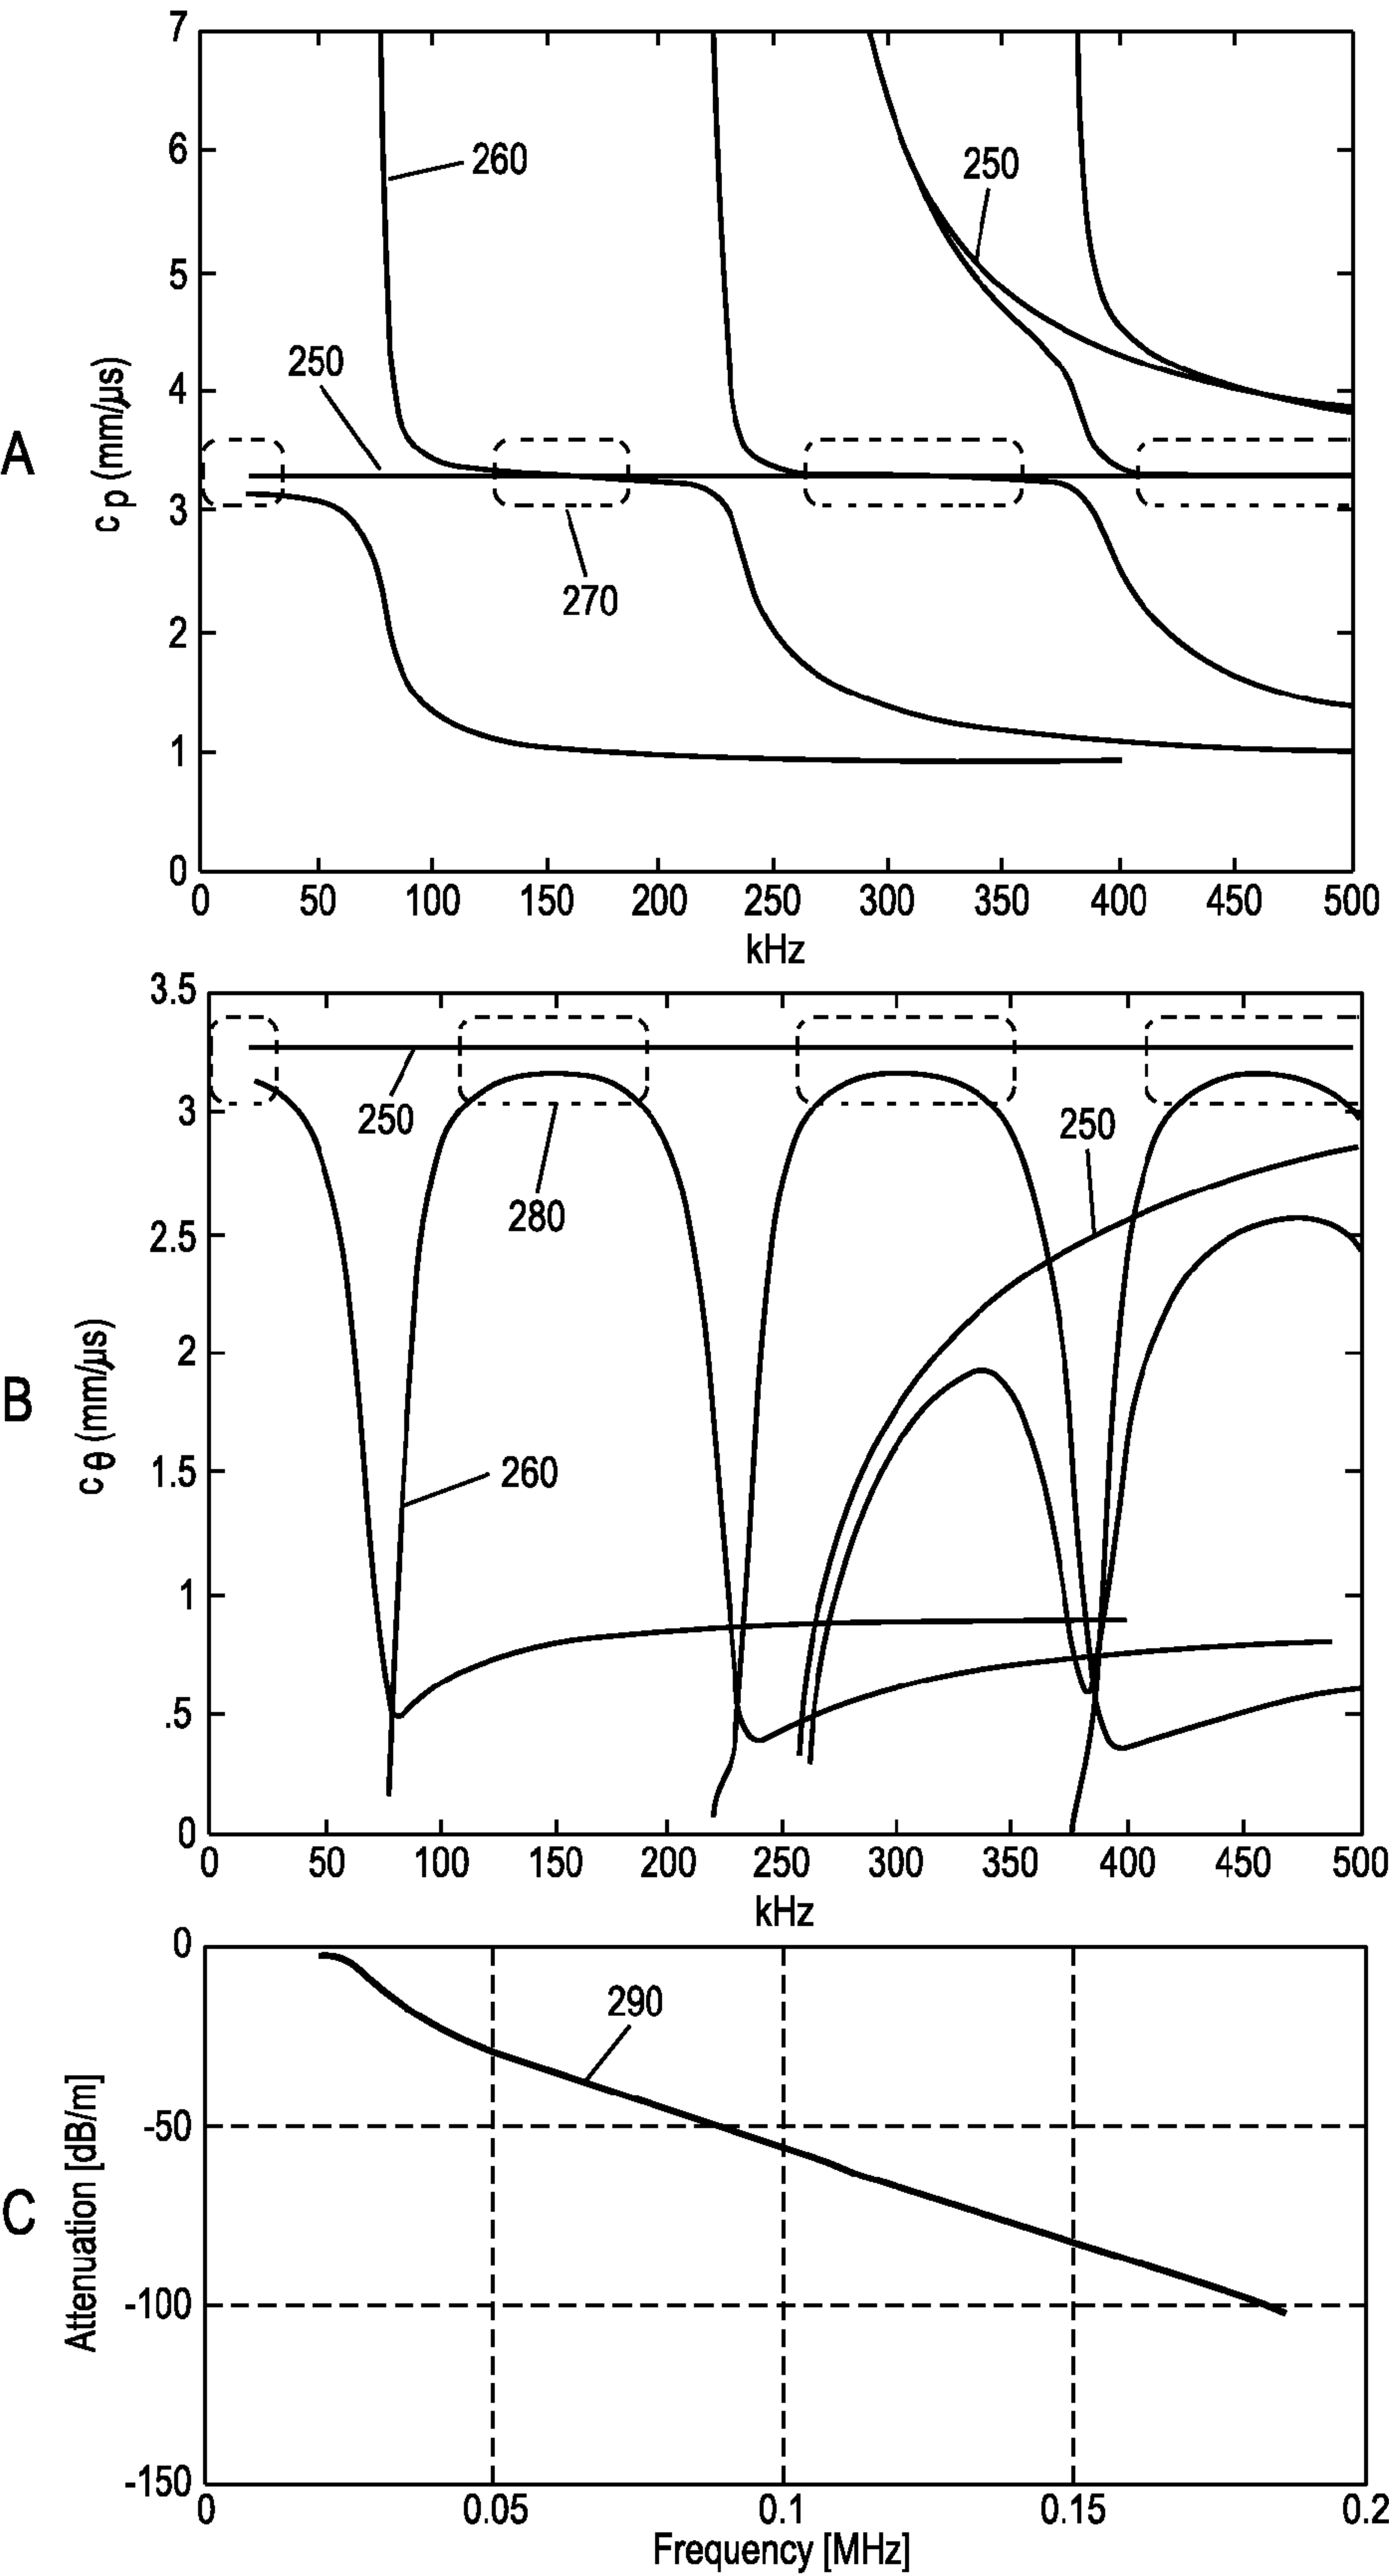 A
c p (mm/μs)
7
6
5
4
3
2
1
0
260
250
250
270
0 50 100 150 200 250 300 350 400 450 500
kHz
B
c θ (mm/μs)
3.5
3
2.5
2
1.5
1
.5
0
250
280
250
260
0 50 100 150 200 250 300 350 400 450 500
kHz
C
Attenuation [dB/m]
0
-50
-100
-150
290
0 0.05 0.1 0.15 0.2
Frequency [MHz]